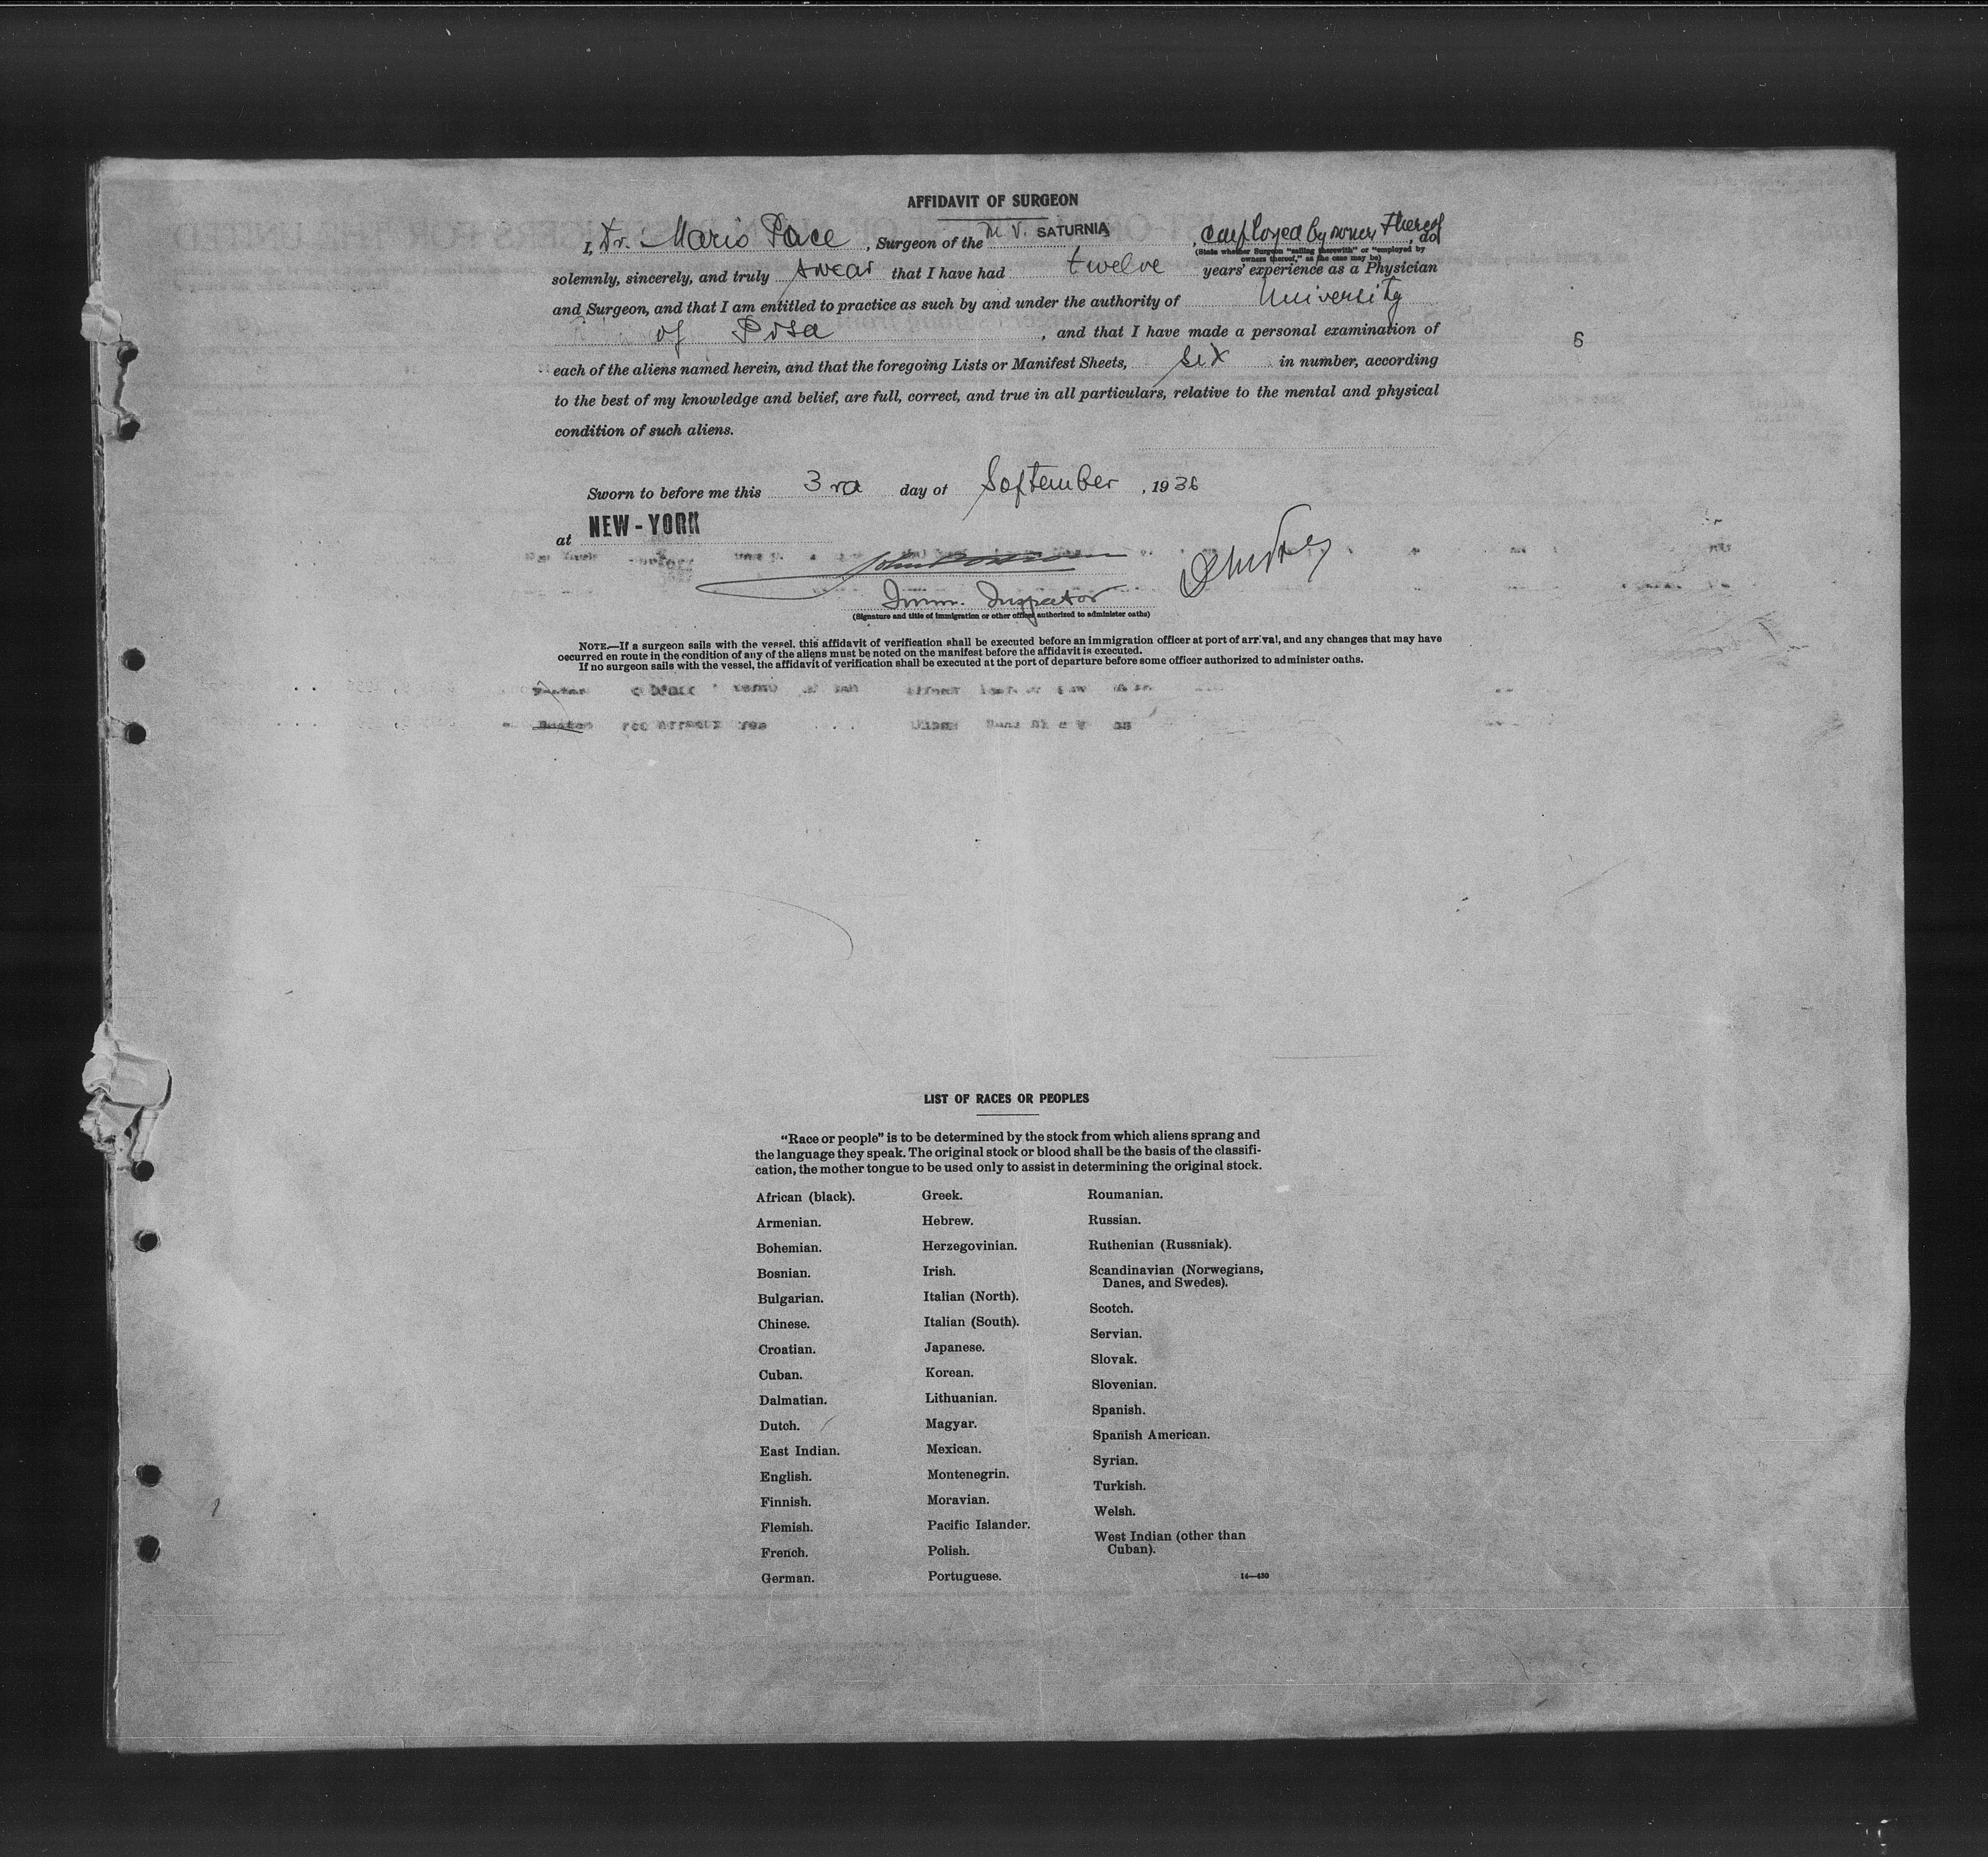 AFFIDAVIT OF SURGEON
I, Dr. Mario Pace, Surgeon of the M. V. SATURNIA, employed by owner thereof, do
(State whether Surgeon "sailing therewith" or "employed by
owners thereof," as the case may be)
solemnly, sincerely, and truly swear that I have had twelve years' experience as a Physician
and Surgeon, and that I am entitled to practice as such by and under the authority of University
of Pisa, and that I have made a personal examination of
6
each of the aliens named herein, and that the foregoing Lists or Manifest Sheets, six in number, according
to the best of my knowledge and belief, are full, correct, and true in all particulars, relative to the mental and physical
condition of such aliens.
Sworn to before me this 3rd day of September, 1936
at NEW-YORK
Imm. Inspector
(Signature and title of immigration or other officer authorized to administer oaths)
NOTE.—If a surgeon sails with the vessel, this affidavit of verification shall be executed before an immigration officer at port of arrival, and any changes that may have
occurred en route in the condition of any of the aliens must be noted on the manifest before the affidavit is executed.
If no surgeon sails with the vessel, the affidavit of verification shall be executed at the port of departure before some officer authorized to administer oaths.
LIST OF RACES OR PEOPLES
"Race or people" is to be determined by the stock from which aliens sprang and
the language they speak. The original stock or blood shall be the basis of the classifi-
cation, the mother tongue to be used only to assist in determining the original stock.
African (black).
Armenian.
Bohemian.
Bosnian.
Bulgarian.
Chinese.
Croatian.
Cuban.
Dalmatian.
Dutch.
East Indian.
English.
Finnish.
Flemish.
French.
German.
Greek.
Hebrew.
Herzegovinian.
Irish.
Italian (North).
Italian (South).
Japanese.
Korean.
Lithuanian.
Magyar.
Mexican.
Montenegrin.
Moravian.
Pacific Islander.
Polish.
Portuguese.
Roumanian.
Russian.
Ruthenian (Russniak).
Scandinavian (Norwegians,
Danes, and Swedes).
Scotch.
Servian.
Slovak.
Slovenian.
Spanish.
Spanish American.
Syrian.
Turkish.
Welsh.
West Indian (other than
Cuban).
14—430